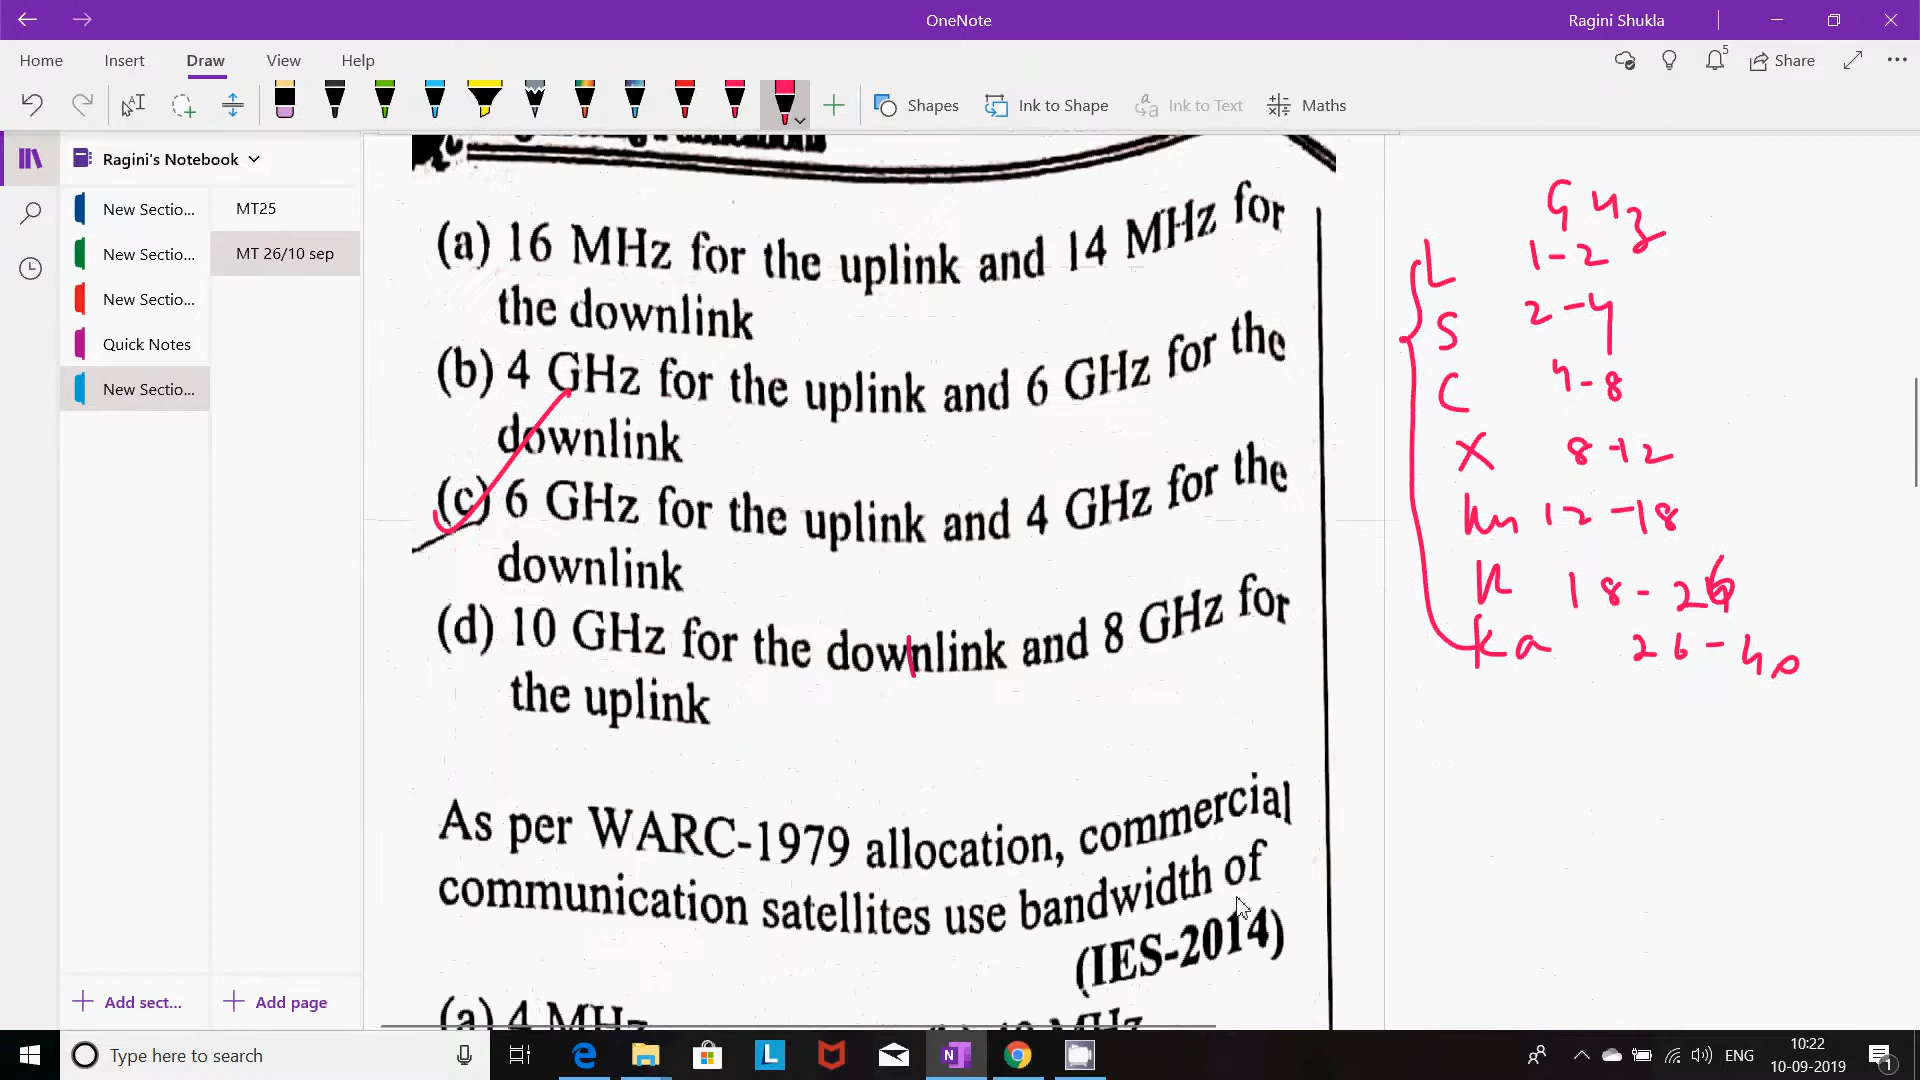 OneNote
Ragini Shukla
Home Insert Draw View Help
5
Share
Shapes Ink to Shape Ink to Text Maths
Ragini's Notebook
New Sectio...
New Sectio...
New Sectio...
Quick Notes
New Sectio...
MT25
MT 26/10 sep
Add sect...
Add page
(a) 16 MHz for the uplink and 14 MHz for
the downlink
(b) 4 GHz for the uplink and 6 GHz for the
downlink
(c) 6 GHz for the uplink and 4 GHz for the
downlink
(d) 10 GHz for the downlink and 8 GHz for
the uplink
As per WARC-1979 allocation, commercial
communication satellites use bandwidth of
(IES-2014)
(a) 4 MHz
MHz
GHz
L 1-2
S 2-4
C 4-8
X 8-12
ku 12-18
k 18-26
ka 26-40
Type here to search
ENG
10:22
10-09-2019
1